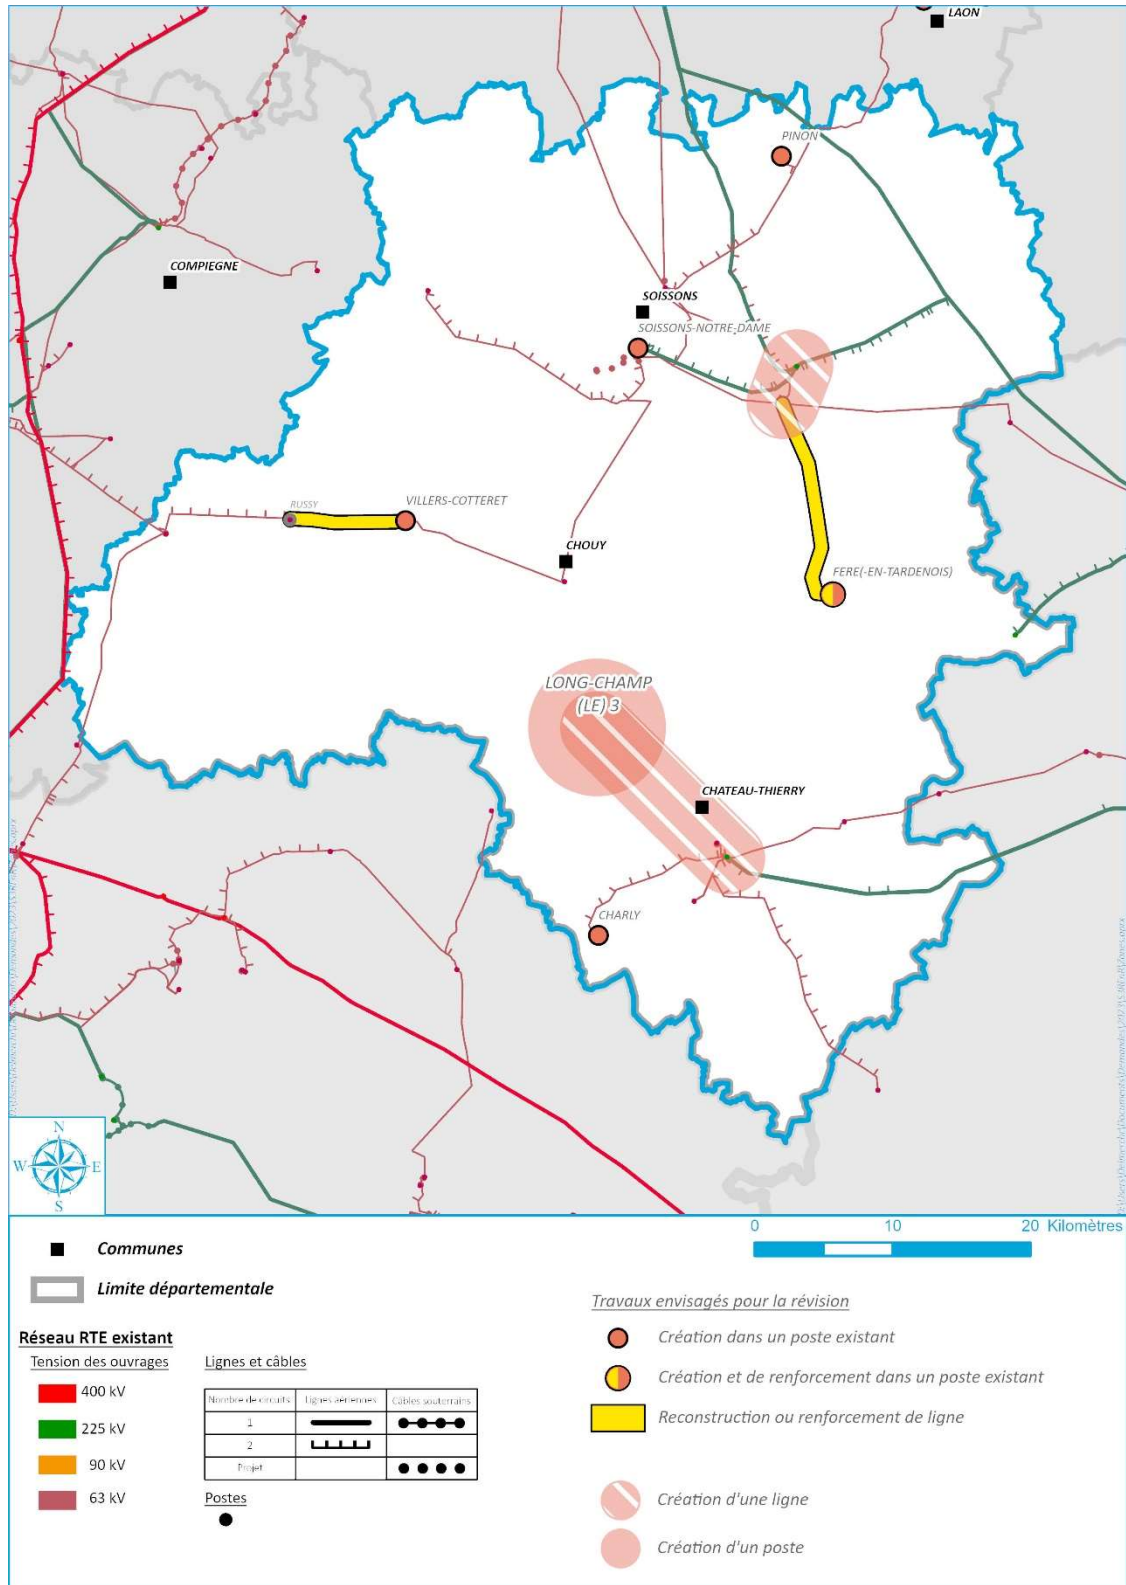 LAON
PINON
COMPIEGNE
SOISSONS
SOISSONS-NOTRE-DAME
RUSSY
VILLERS-COTTERET
CHOUY
FERE(-EN-TARDENOIS)
LONG-CHAMP
(LE) 3
CHATEAU-THIERRY
CHARLY
N
W E
S
0 10 20 Kilomètres
Communes
Limite départementale
Réseau RTE existant
Tension des ouvrages
400 kV
225 kV
90 kV
63 kV
Lignes et câbles
Nombre de circuits Lignes aériennes Câbles souterrains
1
2
Projet
Postes
Travaux envisagés pour la révision
Création dans un poste existant
Création et de renforcement dans un poste existant
Reconstruction ou renforcement de ligne
Création d'une ligne
Création d'un poste